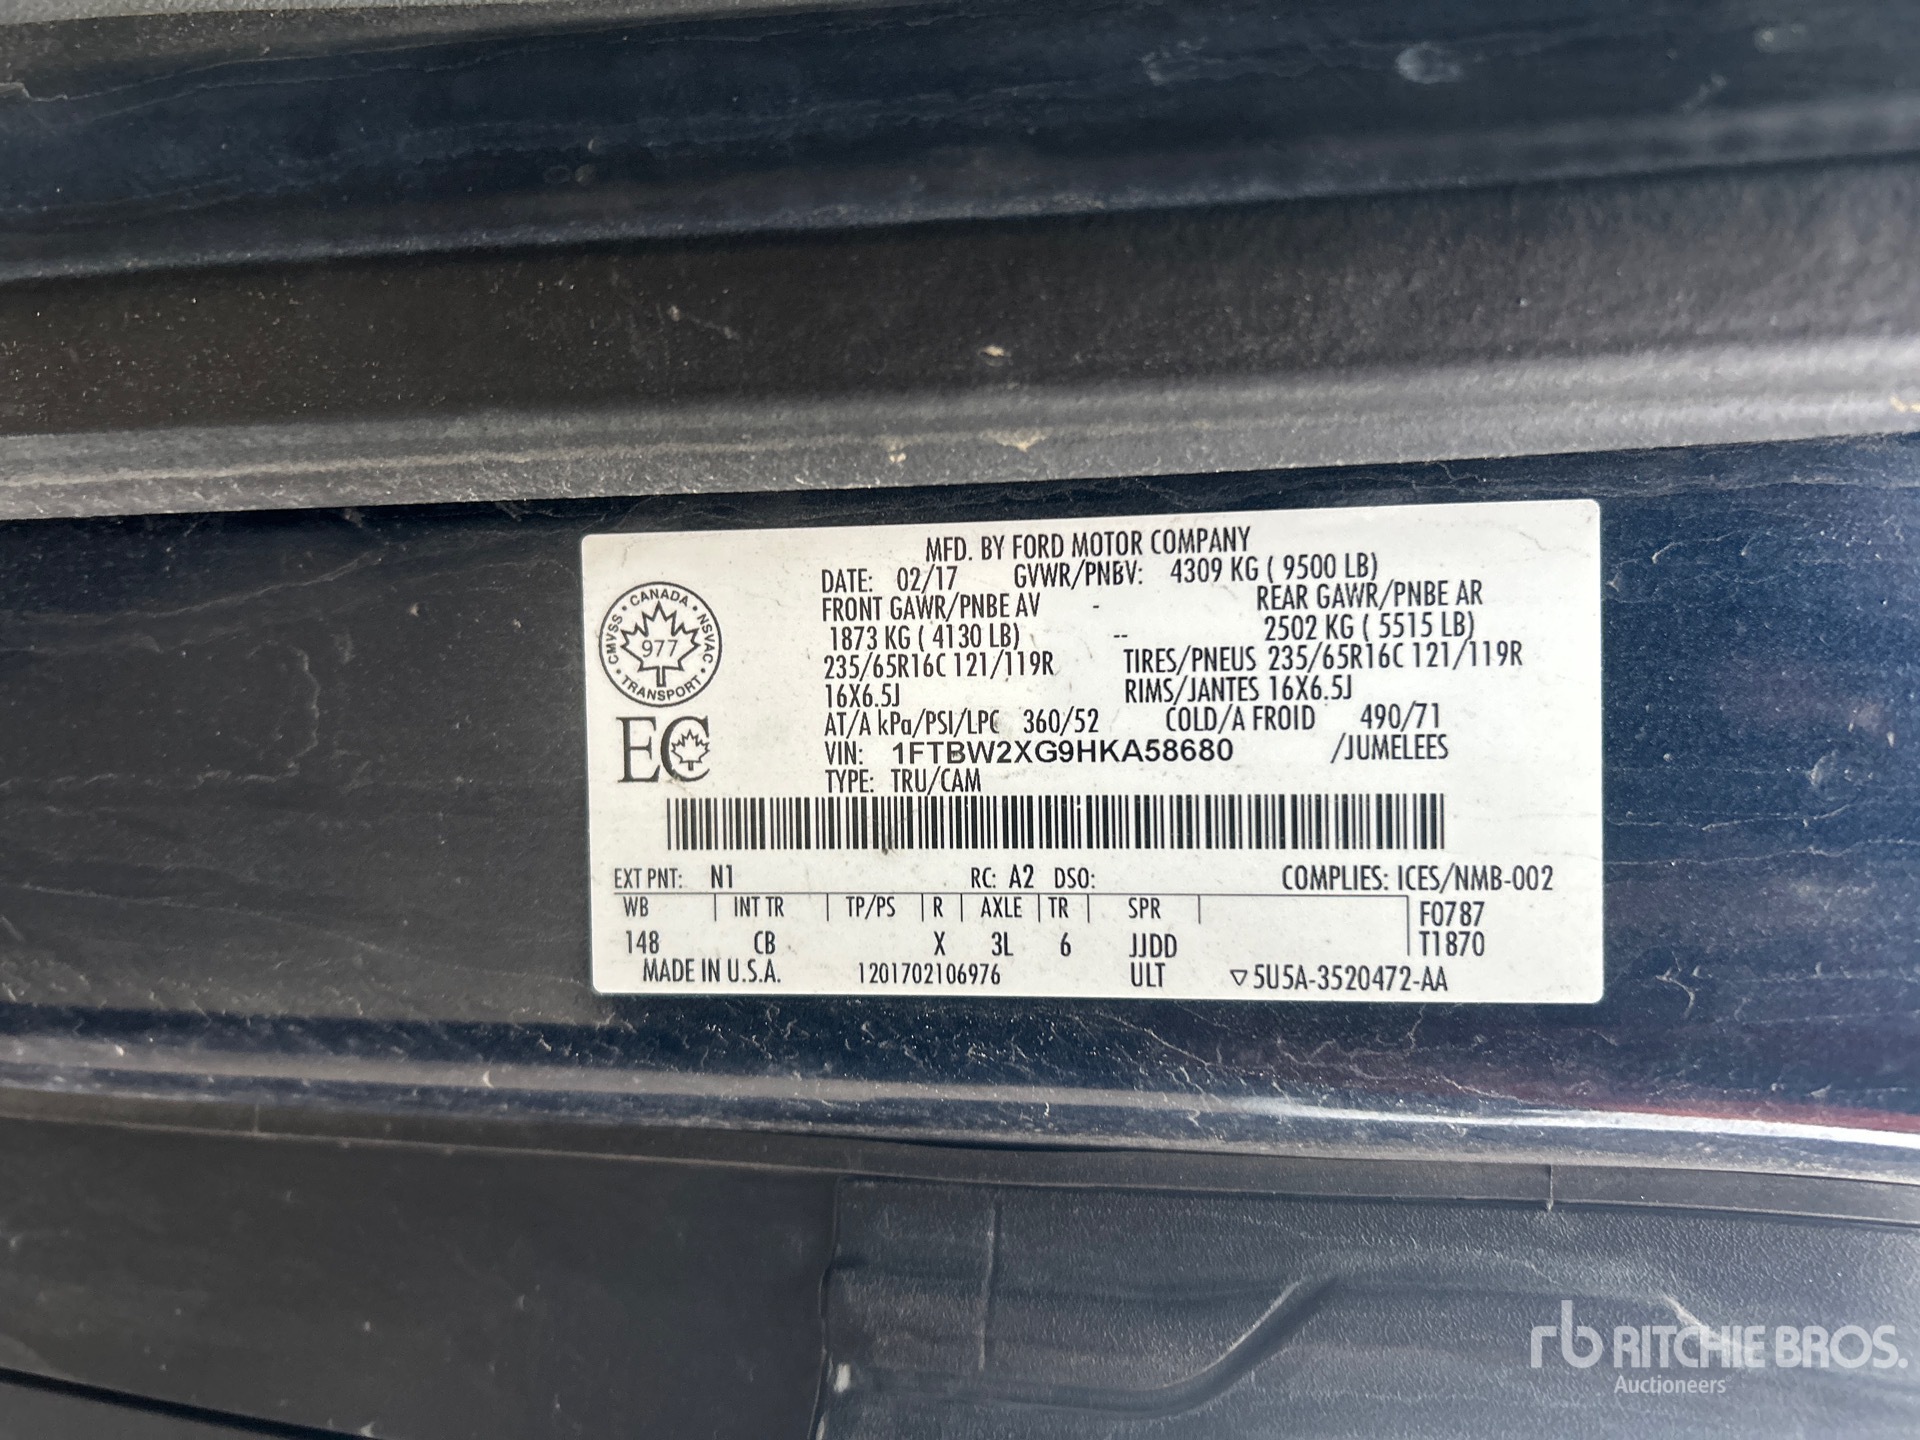 MFD. BY FORD MOTOR COMPANY
DATE: 02/17 GVWR/PNBV: 4309 KG ( 9500 LB)
FRONT GAWR/PNBE AV - REAR GAWR/PNBE AR
1873 KG ( 4130 LB) -- 2502 KG ( 5515 LB)
235/65R16C 121/119R TIRES/PNEUS 235/65R16C 121/119R
16X6.5J RIMS/JANTES 16X6.5J
AT/A kPa/PSI/LPC 360/52 COLD/A FROID 490/71
VIN: 1FTBW2XG9HKA58680 /JUMELEES
TYPE: TRU/CAM
CANADA · NSVAC · TRANSPORT · CMVSS ·
977
EC
EXT PNT: N1 RC: A2 DSO: COMPLIES: ICES/NMB-002
WB | INT TR | TP/PS | R | AXLE | TR | SPR | F0787
148 CB X 3L 6 JJDD T1870
MADE IN U.S.A. 1201702106976 ULT ▽5U5A-3520472-AA
rb RITCHIE BROS.
Auctioneers